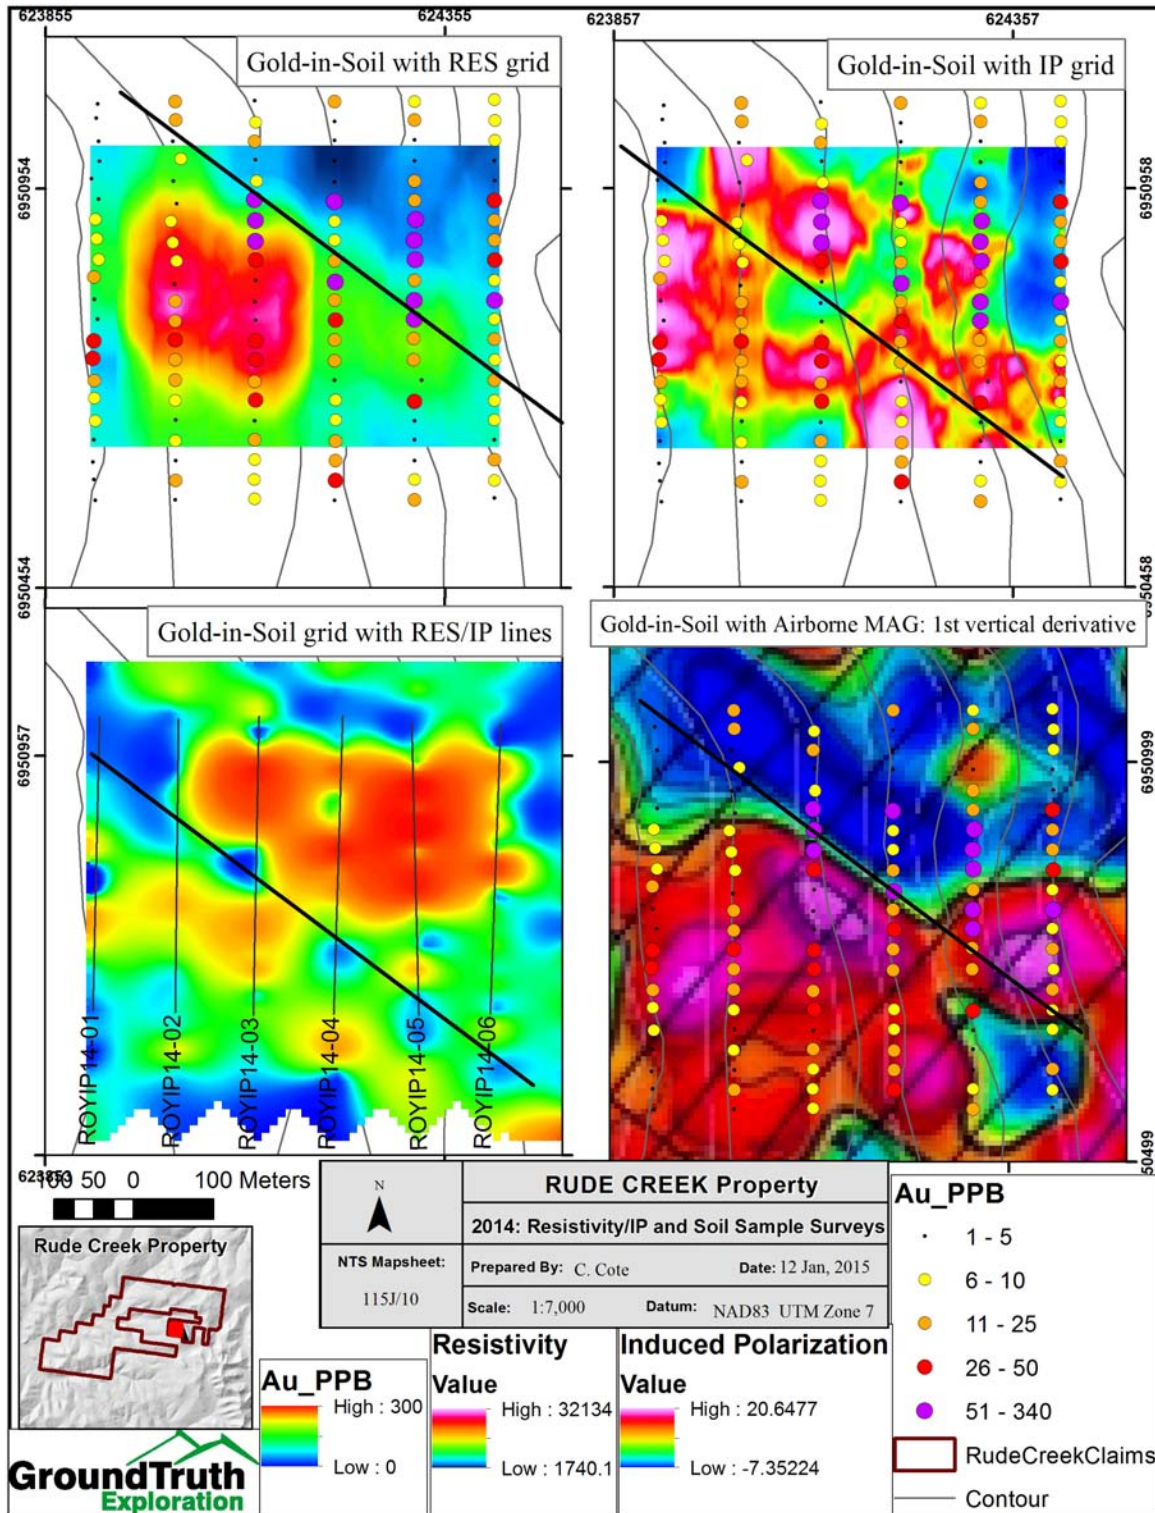 623855
624355
623857
624357
Gold-in-Soil with RES grid
Gold-in-Soil with IP grid
6950954
6950958
6950454
6950458
Gold-in-Soil grid with RES/IP lines
Gold-in-Soil with Airborne MAG: 1st vertical derivative
6950957
6950999
ROYIP14-01
ROYIP14-02
ROYIP14-03
ROYIP14-04
ROYIP14-05
ROYIP14-06
50499
623853
100 50 0 100 Meters
Rude Creek Property
N
NTS Mapsheet:
115J/10
RUDE CREEK Property
2014: Resistivity/IP and Soil Sample Surveys
Prepared By: C. Cote Date: 12 Jan, 2015
Scale: 1:7,000 Datum: NAD83 UTM Zone 7
Au_PPB
1 - 5
6 - 10
11 - 25
26 - 50
51 - 340
RudeCreekClaims
Contour
Au_PPB
High : 300
Low : 0
Resistivity
Value
High : 32134
Low : 1740.1
Induced Polarization
Value
High : 20.6477
Low : -7.35224
GroundTruth
Exploration